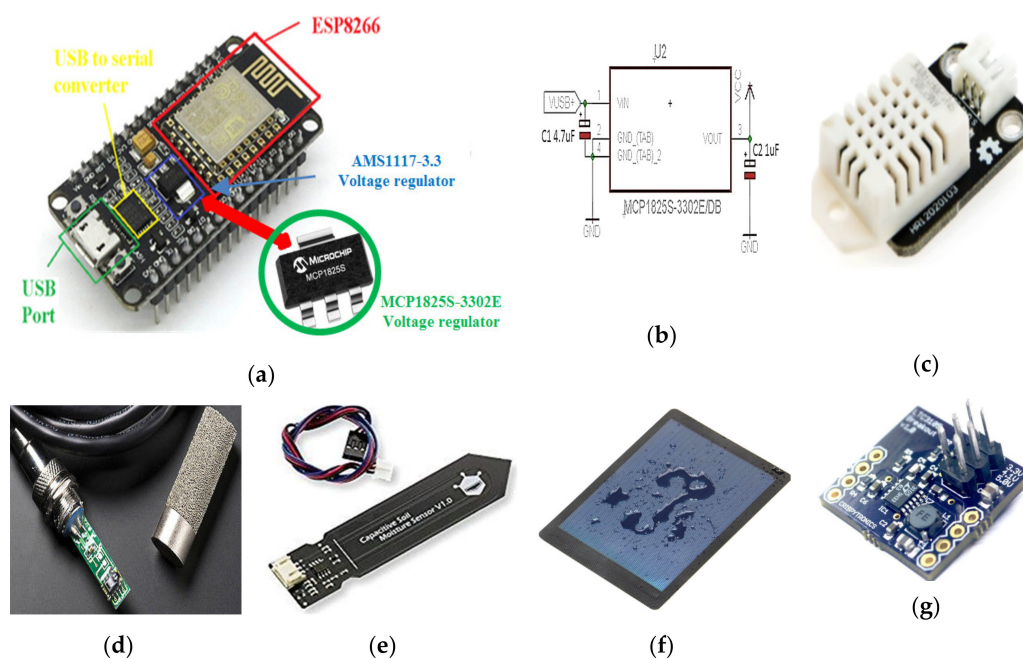 ESP8266
USB to serial
converter
AMS1117-3.3
Voltage regulator
MICROCHIP
MCP1825S
USB
Port
MCP1825S-3302E
Voltage regulator
(a)
U2
VUSB+
1
VIN
C1 4.7uF
2
GND_(TAB)
4
GND_(TAB)_2
VOUT
3
VCC
C2 1uF
MCP1825S-3302E/DB
GND
GND
(b)
(c)
(d)
Capacitive Soil
Moisture Sensor V1.0
(e)
(f)
(g)